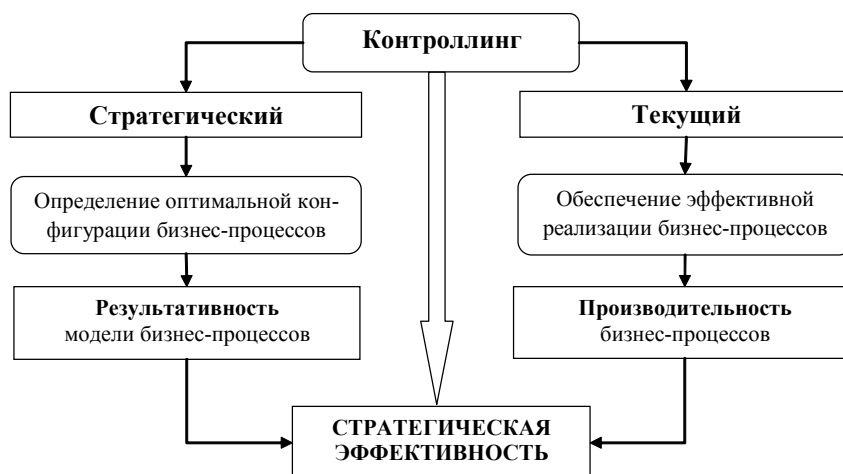 Контроллинг
Стратегический
Текущий
Определение оптимальной кон-
фигурации бизнес-процессов
Обеспечение эффективной
реализации бизнес-процессов
Результативность
модели бизнес-процессов
Производительность
бизнес-процессов
СТРАТЕГИЧЕСКАЯ
ЭФФЕКТИВНОСТЬ